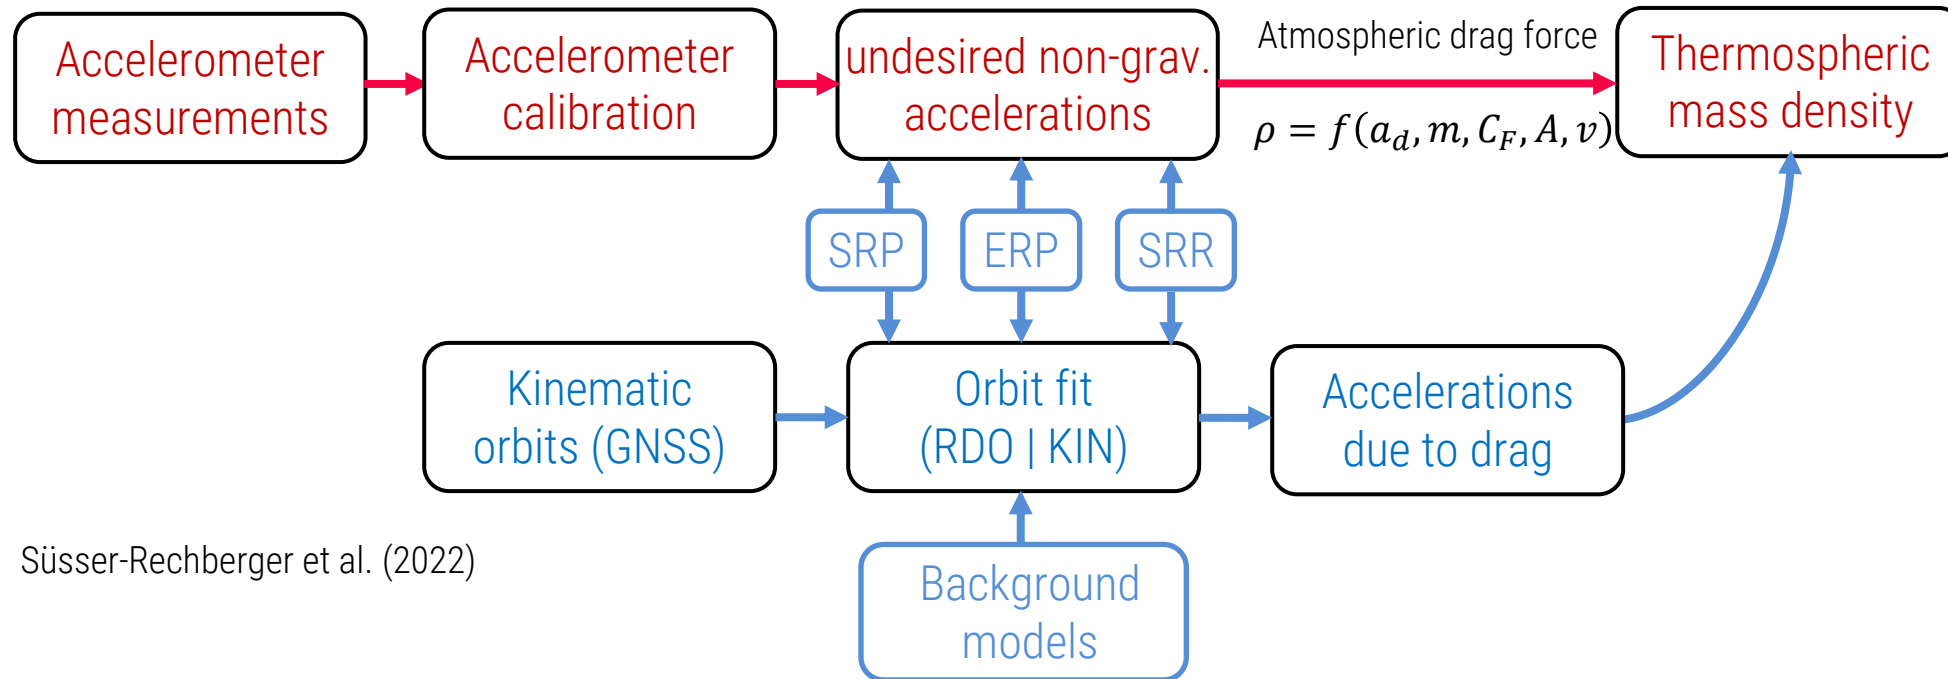 Accelerometer
measurements
Accelerometer
calibration
undesired non-grav.
accelerations
Atmospheric drag force
ρ = f(a_d, m, C_F, A, v)
Thermospheric
mass density
SRP
ERP
SRR
Kinematic
orbits (GNSS)
Orbit fit
(RDO | KIN)
Accelerations
due to drag
Süsser-Rechberger et al. (2022)
Background
models